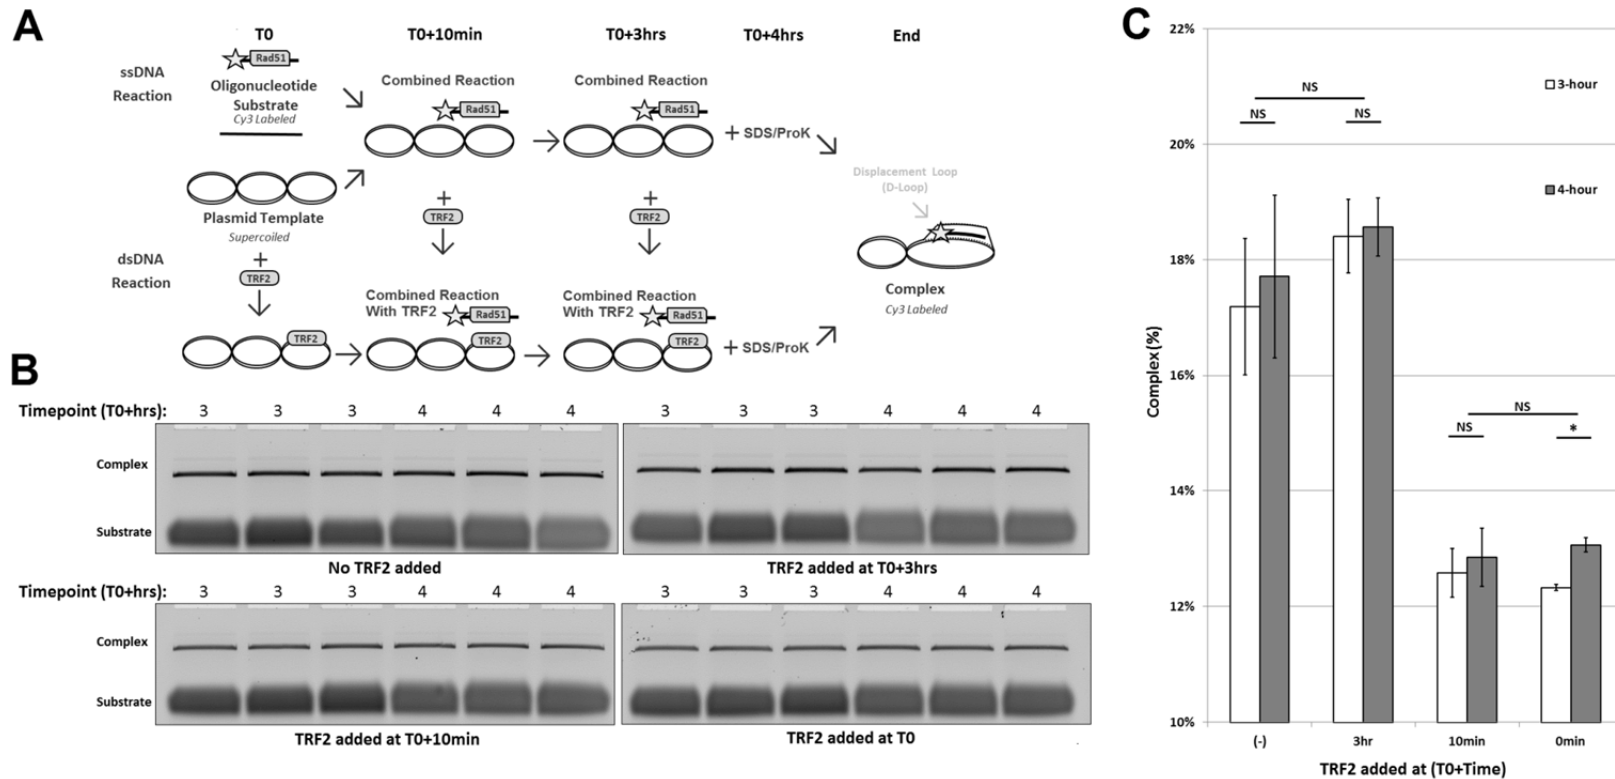 A
T0
T0+10min
T0+3hrs
T0+4hrs
End
ssDNA
Reaction
Rad51
Oligonucleotide
Substrate
Cy3 Labeled
Combined Reaction
Rad51
Combined Reaction
Rad51
+ SDS/ProK
Plasmid Template
Supercoiled
+
TRF2
+
TRF2
+
TRF2
Displacement Loop
(D-Loop)
dsDNA
Reaction
Complex
Cy3 Labeled
TRF2
Combined Reaction
With TRF2
Rad51
TRF2
Combined Reaction
With TRF2
Rad51
TRF2
+ SDS/ProK
B
Timepoint (T0+hrs): 3 3 3 4 4 4
3 3 3 4 4 4
Complex
Substrate
No TRF2 added
TRF2 added at T0+3hrs
Timepoint (T0+hrs): 3 3 3 4 4 4
3 3 3 4 4 4
Complex
Substrate
TRF2 added at T0+10min
TRF2 added at T0
C
22%
20%
18%
16%
14%
12%
10%
Complex (%)
NS
NS
NS
NS
NS
*
3-hour
4-hour
(-)
3hr
10min
0min
TRF2 added at (T0+Time)